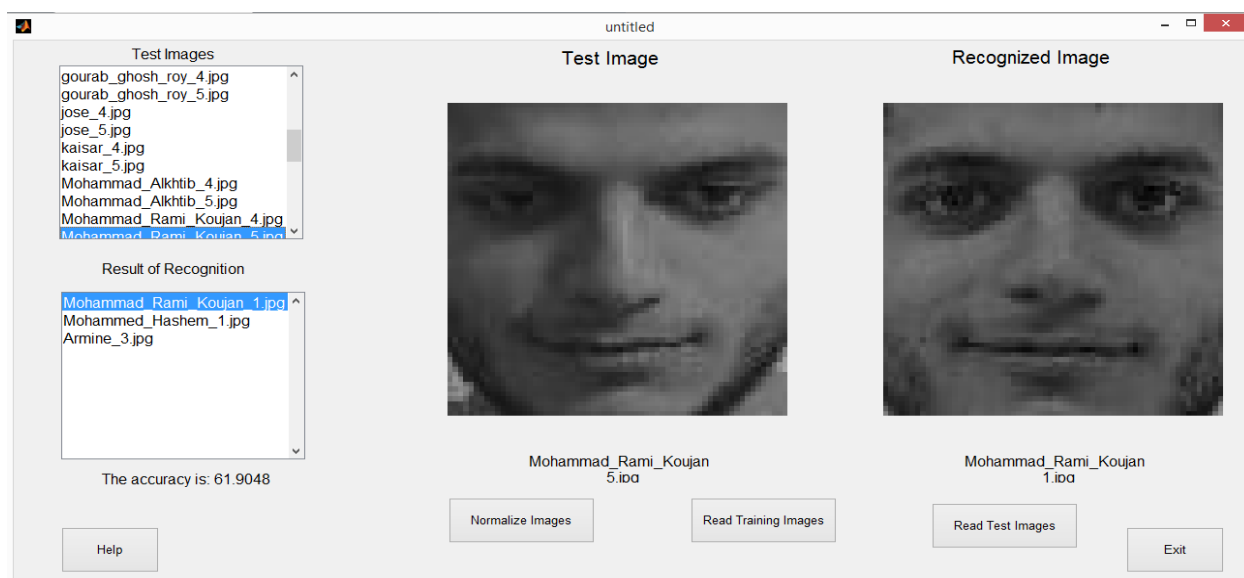 untitled
Test Images
gourab_ghosh_roy_4.jpg
gourab_ghosh_roy_5.jpg
jose_4.jpg
jose_5.jpg
kaisar_4.jpg
kaisar_5.jpg
Mohammad_Alkhtib_4.jpg
Mohammad_Alkhtib_5.jpg
Mohammad_Rami_Koujan_4.jpg
Mohammad_Rami_Koujan_5.jpg
Result of Recognition
Mohammad_Rami_Koujan_1.jpg
Mohammed_Hashem_1.jpg
Armine_3.jpg
The accuracy is: 61.9048
Help
Test Image
Mohammad_Rami_Koujan
5.jpg
Normalize Images
Read Training Images
Recognized Image
Mohammad_Rami_Koujan
1.jpg
Read Test Images
Exit